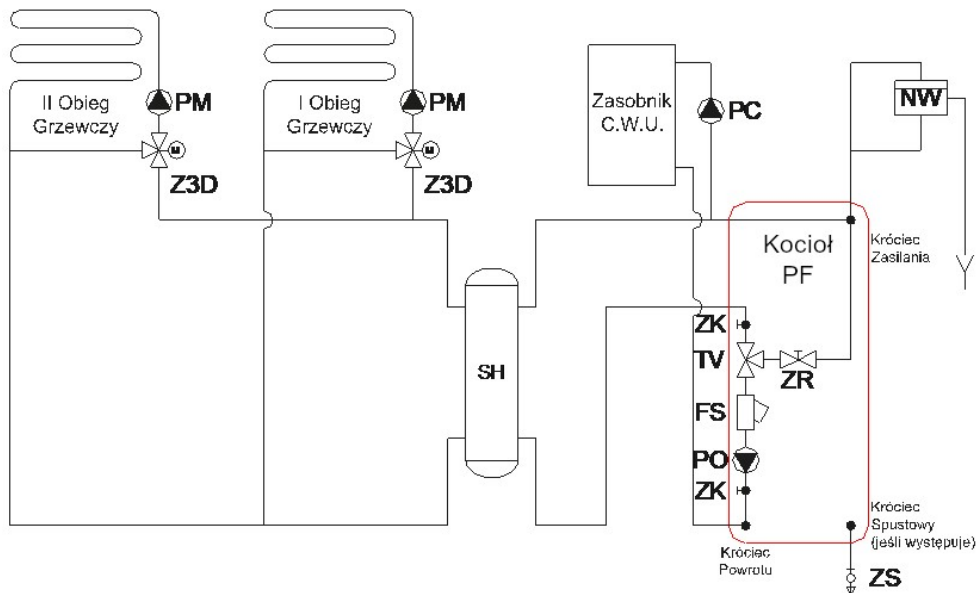 II Obieg
Grzewczy
PM
Z3D
I Obieg
Grzewczy
PM
Z3D
Zasobnik
C.W.U.
PC
NW
Kocioł
PF
Króciec
Zasilania
ZK
TV
ZR
FS
PO
ZK
SH
Króciec
Powrotu
Króciec
Spustowy
(jeśli występuje)
ZS